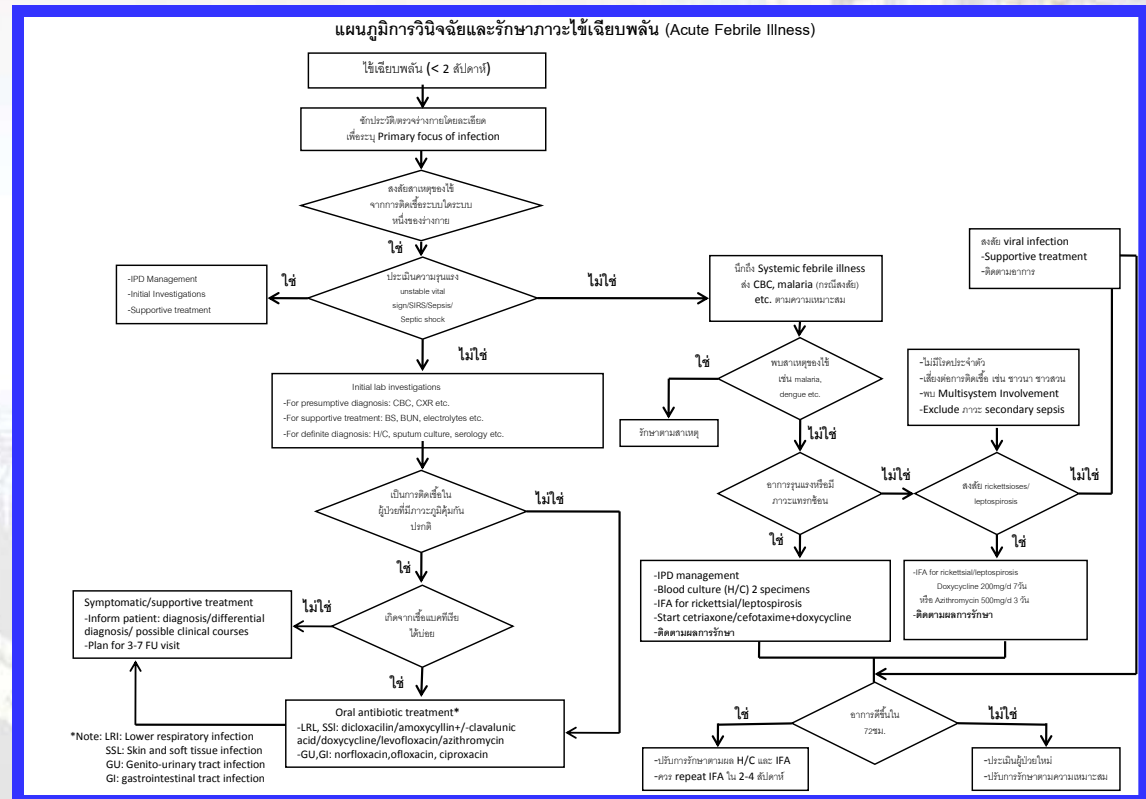 แผนภูมิการวินิจฉัยและรักษาภาวะไข้เฉียบพลัน (Acute Febrile Illness)
ไข้เฉียบพลัน (< 2 สัปดาห์)
ซักประวัติ/ตรวจร่างกายโดยละเอียด
เพื่อระบุ Primary focus of infection
สงสัยสาเหตุของไข้
จากการติดเชื้อระบบใดระบบ
หนึ่งของร่างกาย
ใช่
ประเมินความรุนแรง
unstable vital
sign/SIRS/Sepsis/
Septic shock
ใช่
-IPD Management
-Initial Investigations
-Supportive treatment
ไม่ใช่
ไม่ใช่
นึกถึง Systemic febrile illness
ส่ง CBC, malaria (กรณีสงสัย)
etc. ตามความเหมาะสม
สงสัย viral infection
-Supportive treatment
-ติดตามอาการ
Initial lab investigations
-For presumptive diagnosis: CBC, CXR etc.
-For supportive treatment: BS, BUN, electrolytes etc.
-For definite diagnosis: H/C, sputum culture, serology etc.
ใช่
พบสาเหตุของไข้
เช่น malaria,
dengue etc.
รักษาตามสาเหตุ
ไม่ใช่
-ไม่มีโรคประจำตัว
-เสี่ยงต่อการติดเชื้อ เช่น ชาวนา ชาวสวน
-พบ Multisystem Involvement
-Exclude ภาวะ secondary sepsis
เป็นการติดเชื้อใน
ผู้ป่วยที่มีภาวะภูมิคุ้มกัน
ปรกติ
ไม่ใช่
ใช่
อาการรุนแรงหรือมี
ภาวะแทรกซ้อน
ไม่ใช่
สงสัย rickettsioses/
leptospirosis
ไม่ใช่
ใช่
ใช่
เกิดจากเชื้อแบคทีเรีย
ได้บ่อย
ไม่ใช่
Symptomatic/supportive treatment
-Inform patient: diagnosis/differential
diagnosis/ possible clinical courses
-Plan for 3-7 FU visit
ใช่
-IPD management
-Blood culture (H/C) 2 specimens
-IFA for rickettsial/leptospirosis
-Start cetriaxone/cefotaxime+doxycycline
-ติดตามผลการรักษา
-IFA for rickettsial/leptospirosis
Doxycycline 200mg/d 7วัน
หรือ Azithromycin 500mg/d 3 วัน
-ติดตามผลการรักษา
Oral antibiotic treatment*
-LRL, SSI: dicloxacilin/amoxycyllin+/-clavalunic
acid/doxycycline/levofloxacin/azithromycin
-GU,GI: norfloxacin,ofloxacin, ciproxacin
อาการดีขึ้นใน
72ชม.
ใช่
ไม่ใช่
-ปรับการรักษาตามผล H/C และ IFA
-ควร repeat IFA ใน 2-4 สัปดาห์
-ประเมินผู้ป่วยใหม่
-ปรับการรักษาตามความเหมาะสม
*Note: LRI: Lower respiratory infection
SSL: Skin and soft tissue infection
GU: Genito-urinary tract infection
GI: gastrointestinal tract infection